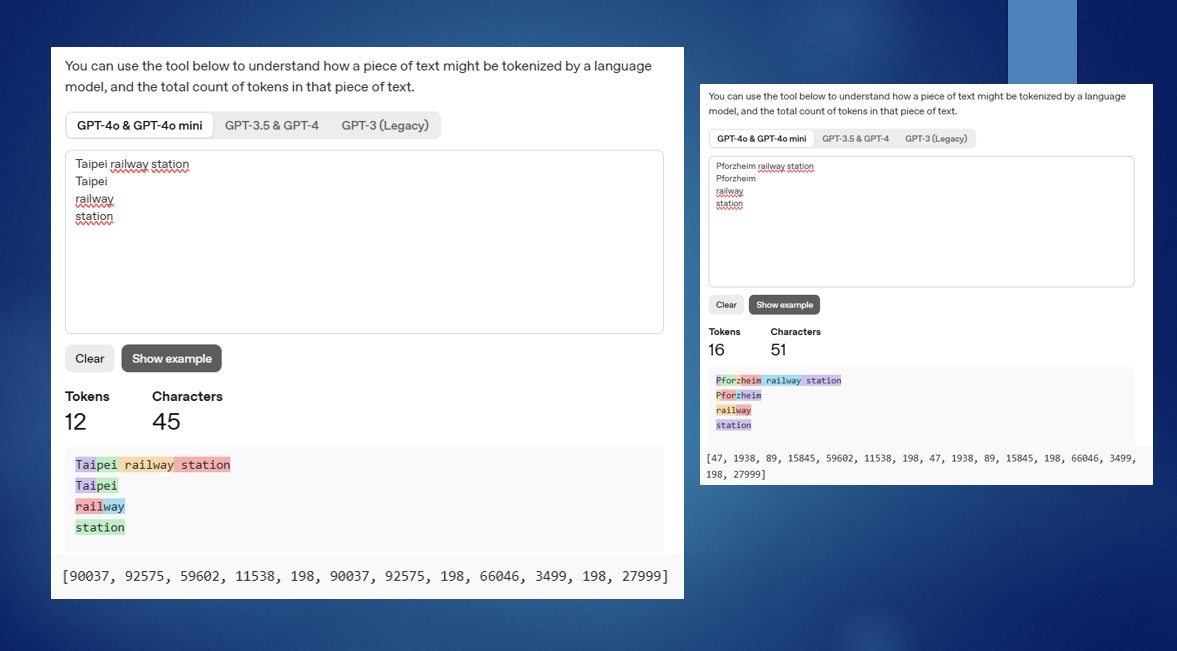 You can use the tool below to understand how a piece of text might be tokenized by a language
model, and the total count of tokens in that piece of text.
GPT-4o & GPT-4o mini GPT-3.5 & GPT-4 GPT-3 (Legacy)
Taipei railway station
Taipei
railway
station
Clear Show example
Tokens Characters
12 45
Taipei railway station
Taipei
railway
station
[90037, 92575, 59602, 11538, 198, 90037, 92575, 198, 66046, 3499, 198, 27999]
You can use the tool below to understand how a piece of text might be tokenized by a language
model, and the total count of tokens in that piece of text.
GPT-4o & GPT-4o mini GPT-3.5 & GPT-4 GPT-3 (Legacy)
Pforzheim railway station
Pforzheim
railway
station
Clear Show example
Tokens Characters
16 51
Pforzheim railway station
Pforzheim
railway
station
[47, 1938, 89, 15845, 59602, 11538, 198, 47, 1938, 89, 15845, 198, 66046, 3499,
198, 27999]